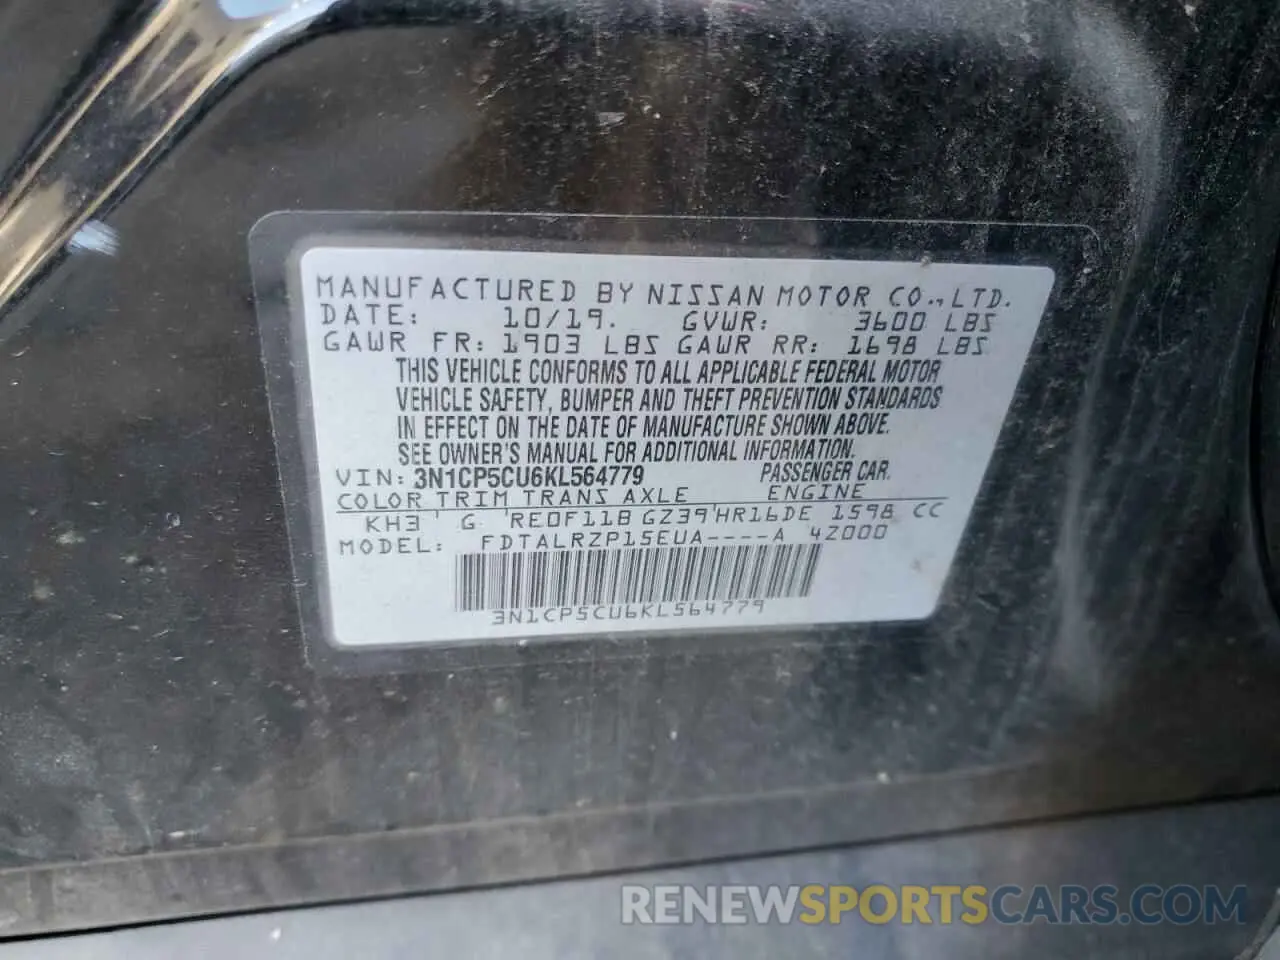 MANUFACTURED BY NISSAN MOTOR CO., LTD.
DATE: 10/19. GVWR: 3600 LBS
GAWR FR: 1903 LBS GAWR RR: 1698 LBS
THIS VEHICLE CONFORMS TO ALL APPLICABLE FEDERAL MOTOR
VEHICLE SAFETY, BUMPER AND THEFT PREVENTION STANDARDS
IN EFFECT ON THE DATE OF MANUFACTURE SHOWN ABOVE.
SEE OWNER'S MANUAL FOR ADDITIONAL INFORMATION.
VIN: 3N1CP5CU6KL564779 PASSENGER CAR.
COLOR TRIM TRANS AXLE ENGINE
KH3 ' G 'RE0F11B GZ39'HR16DE 1598 CC
MODEL: FDTALRZP15EUA----A 4Z000
3N1CP5CU6KL564779
RENEWSPORTSCARS.COM